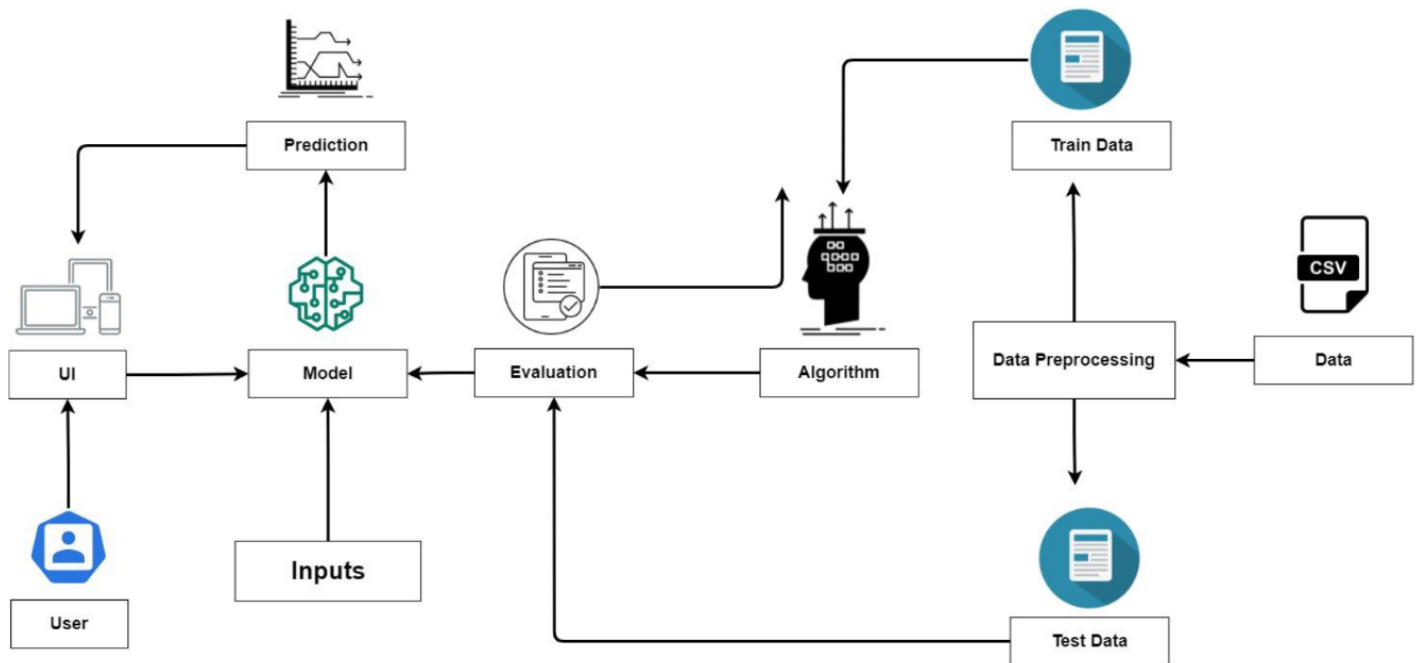 Prediction
Train Data
CSV
UI
Model
Evaluation
Algorithm
Data Preprocessing
Data
Inputs
User
Test Data